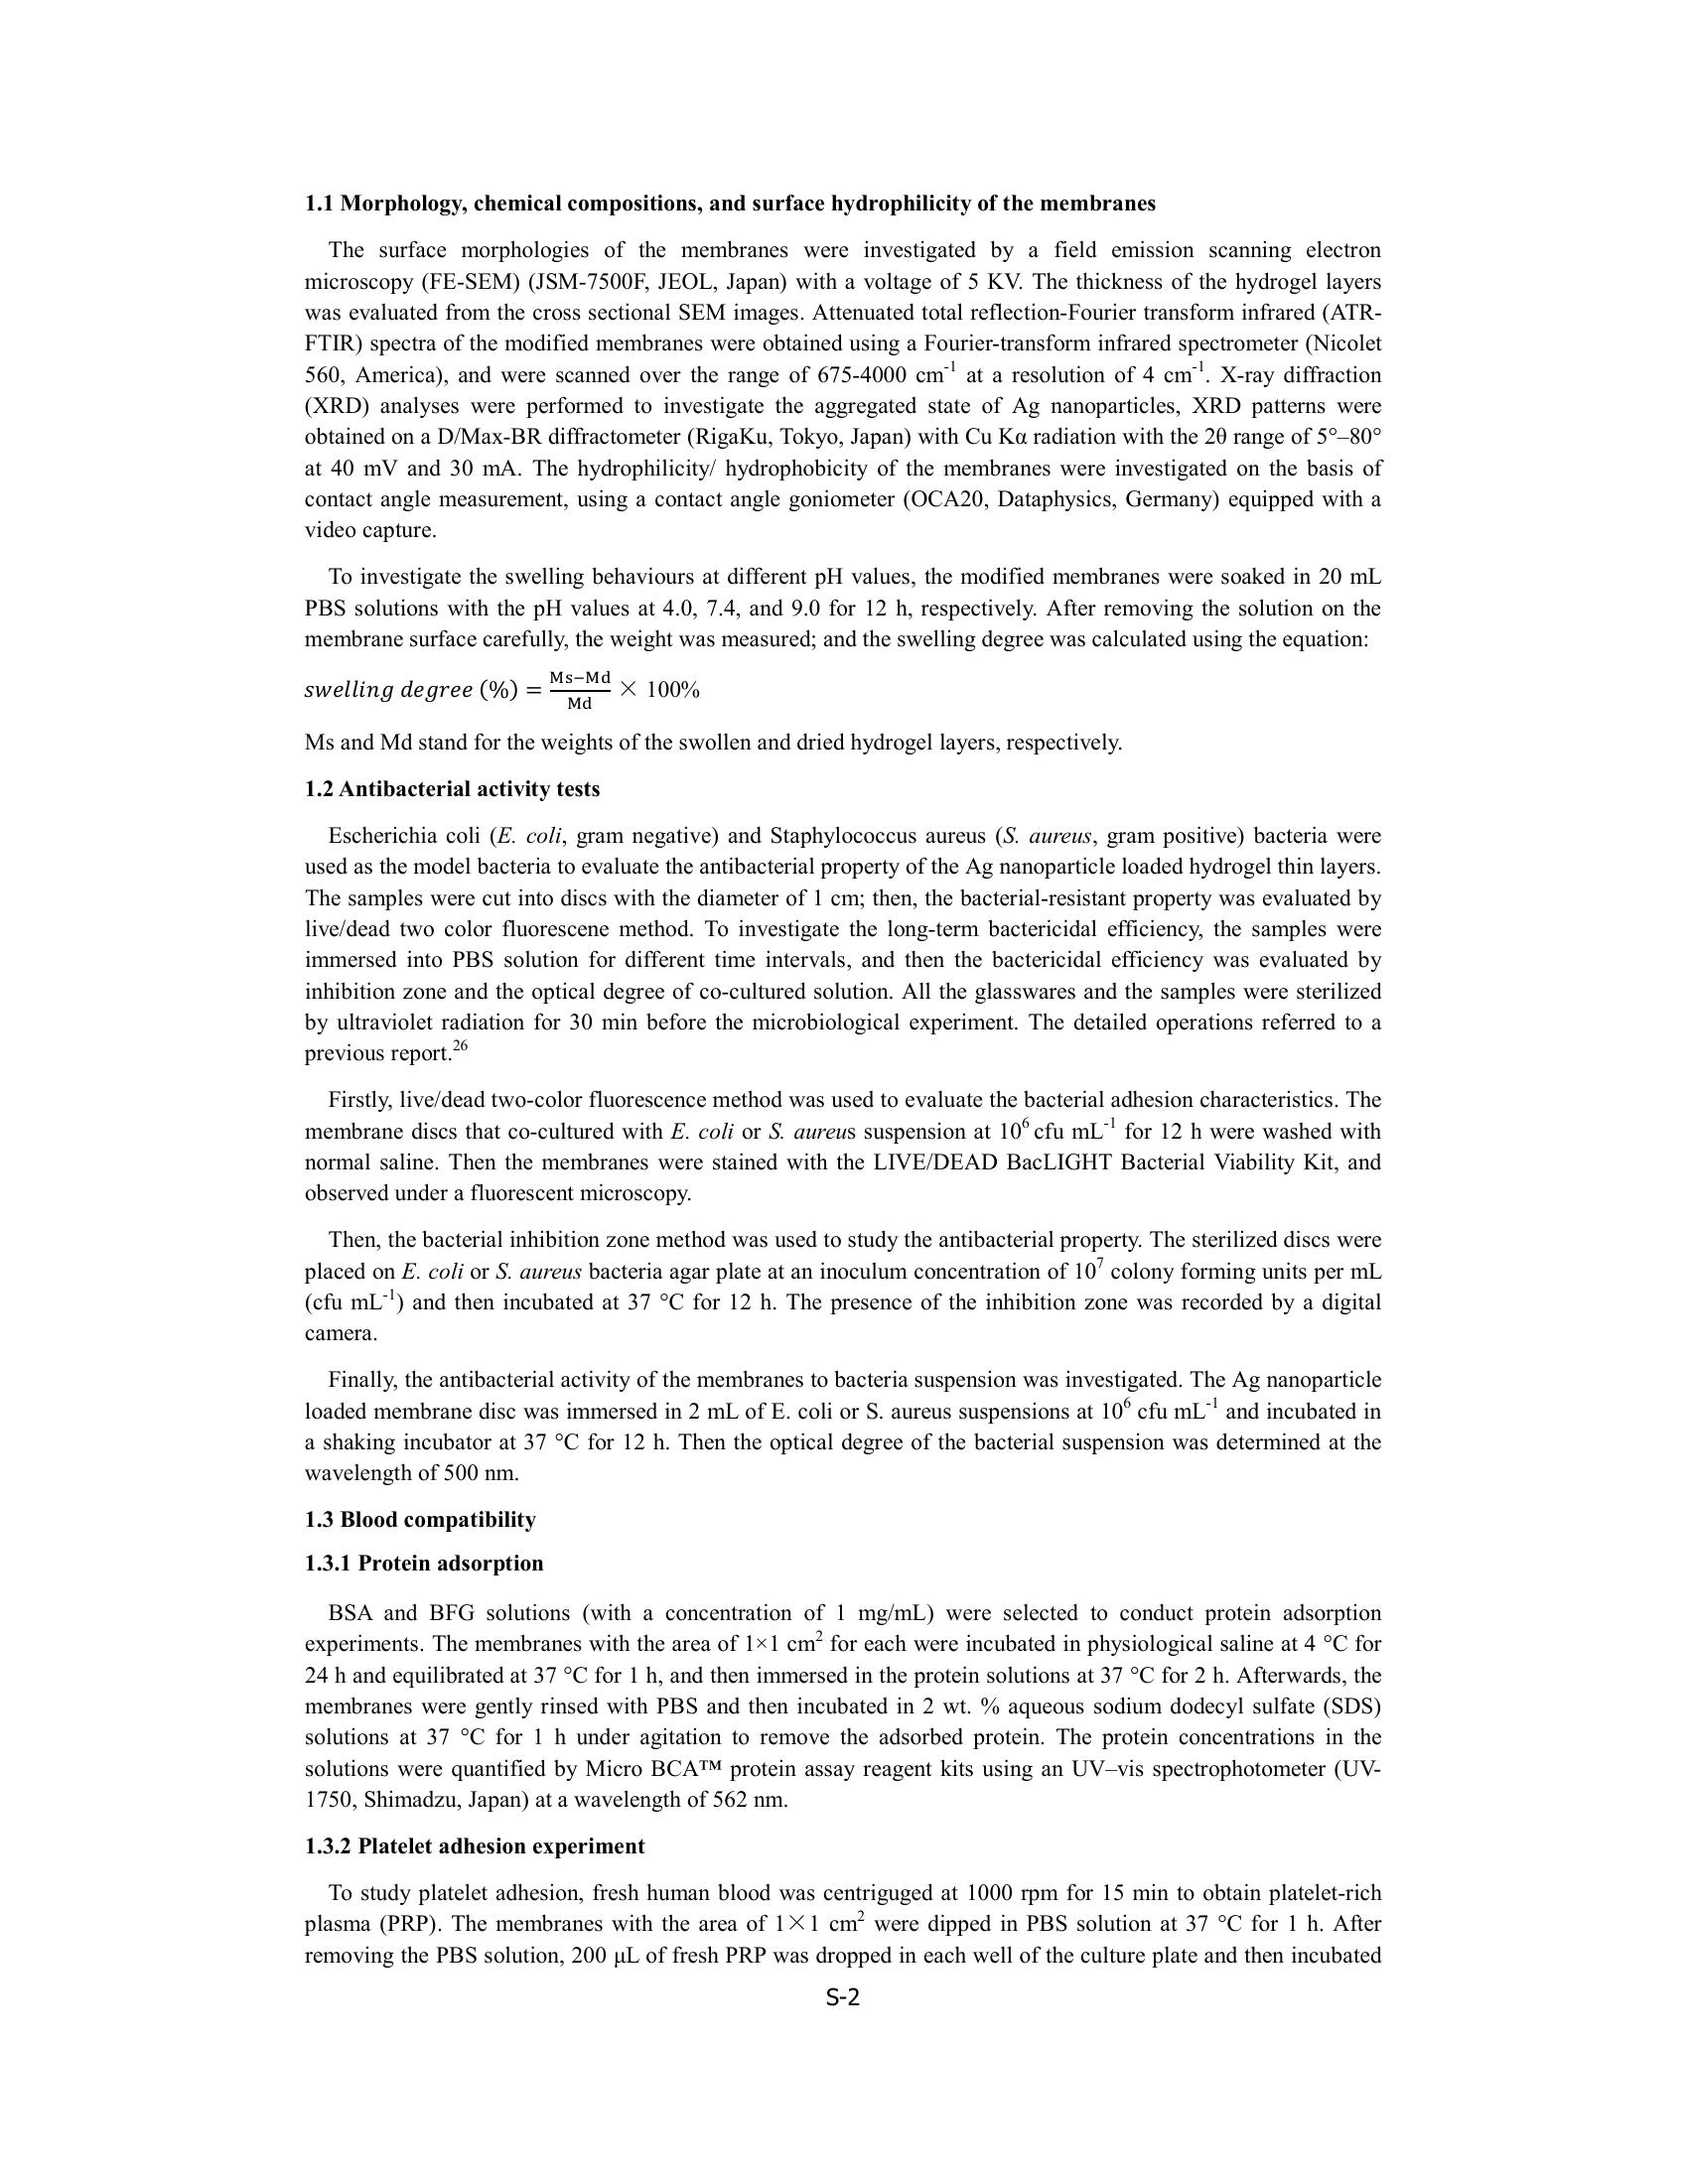 1.1 Morphology, chemical compositions, and surface hydrophilicity of the membranes
The surface morphologies of the membranes were investigated by a field emission scanning electron
microscopy (FE-SEM) (JSM-7500F, JEOL, Japan) with a voltage of 5 KV. The thickness of the hydrogel layers
was evaluated from the cross sectional SEM images. Attenuated total reflection-Fourier transform infrared (ATR-
FTIR) spectra of the modified membranes were obtained using a Fourier-transform infrared spectrometer (Nicolet
560, America), and were scanned over the range of 675-4000 cm⁻¹ at a resolution of 4 cm⁻¹. X-ray diffraction
(XRD) analyses were performed to investigate the aggregated state of Ag nanoparticles, XRD patterns were
obtained on a D/Max-BR diffractometer (RigaKu, Tokyo, Japan) with Cu Kα radiation with the 2θ range of 5°–80°
at 40 mV and 30 mA. The hydrophilicity/ hydrophobicity of the membranes were investigated on the basis of
contact angle measurement, using a contact angle goniometer (OCA20, Dataphysics, Germany) equipped with a
video capture.
To investigate the swelling behaviours at different pH values, the modified membranes were soaked in 20 mL
PBS solutions with the pH values at 4.0, 7.4, and 9.0 for 12 h, respectively. After removing the solution on the
membrane surface carefully, the weight was measured; and the swelling degree was calculated using the equation:
swelling degree (%) = (Ms−Md)/Md × 100%
Ms and Md stand for the weights of the swollen and dried hydrogel layers, respectively.
1.2 Antibacterial activity tests
Escherichia coli (E. coli, gram negative) and Staphylococcus aureus (S. aureus, gram positive) bacteria were
used as the model bacteria to evaluate the antibacterial property of the Ag nanoparticle loaded hydrogel thin layers.
The samples were cut into discs with the diameter of 1 cm; then, the bacterial-resistant property was evaluated by
live/dead two color fluorescene method. To investigate the long-term bactericidal efficiency, the samples were
immersed into PBS solution for different time intervals, and then the bactericidal efficiency was evaluated by
inhibition zone and the optical degree of co-cultured solution. All the glasswares and the samples were sterilized
by ultraviolet radiation for 30 min before the microbiological experiment. The detailed operations referred to a
previous report.²⁶
Firstly, live/dead two-color fluorescence method was used to evaluate the bacterial adhesion characteristics. The
membrane discs that co-cultured with E. coli or S. aureus suspension at 10⁶ cfu mL⁻¹ for 12 h were washed with
normal saline. Then the membranes were stained with the LIVE/DEAD BacLIGHT Bacterial Viability Kit, and
observed under a fluorescent microscopy.
Then, the bacterial inhibition zone method was used to study the antibacterial property. The sterilized discs were
placed on E. coli or S. aureus bacteria agar plate at an inoculum concentration of 10⁷ colony forming units per mL
(cfu mL⁻¹) and then incubated at 37 °C for 12 h. The presence of the inhibition zone was recorded by a digital
camera.
Finally, the antibacterial activity of the membranes to bacteria suspension was investigated. The Ag nanoparticle
loaded membrane disc was immersed in 2 mL of E. coli or S. aureus suspensions at 10⁶ cfu mL⁻¹ and incubated in
a shaking incubator at 37 °C for 12 h. Then the optical degree of the bacterial suspension was determined at the
wavelength of 500 nm.
1.3 Blood compatibility
1.3.1 Protein adsorption
BSA and BFG solutions (with a concentration of 1 mg/mL) were selected to conduct protein adsorption
experiments. The membranes with the area of 1×1 cm² for each were incubated in physiological saline at 4 °C for
24 h and equilibrated at 37 °C for 1 h, and then immersed in the protein solutions at 37 °C for 2 h. Afterwards, the
membranes were gently rinsed with PBS and then incubated in 2 wt. % aqueous sodium dodecyl sulfate (SDS)
solutions at 37 °C for 1 h under agitation to remove the adsorbed protein. The protein concentrations in the
solutions were quantified by Micro BCA™ protein assay reagent kits using an UV–vis spectrophotometer (UV-
1750, Shimadzu, Japan) at a wavelength of 562 nm.
1.3.2 Platelet adhesion experiment
To study platelet adhesion, fresh human blood was centriguged at 1000 rpm for 15 min to obtain platelet-rich
plasma (PRP). The membranes with the area of 1×1 cm² were dipped in PBS solution at 37 °C for 1 h. After
removing the PBS solution, 200 μL of fresh PRP was dropped in each well of the culture plate and then incubated
S-2